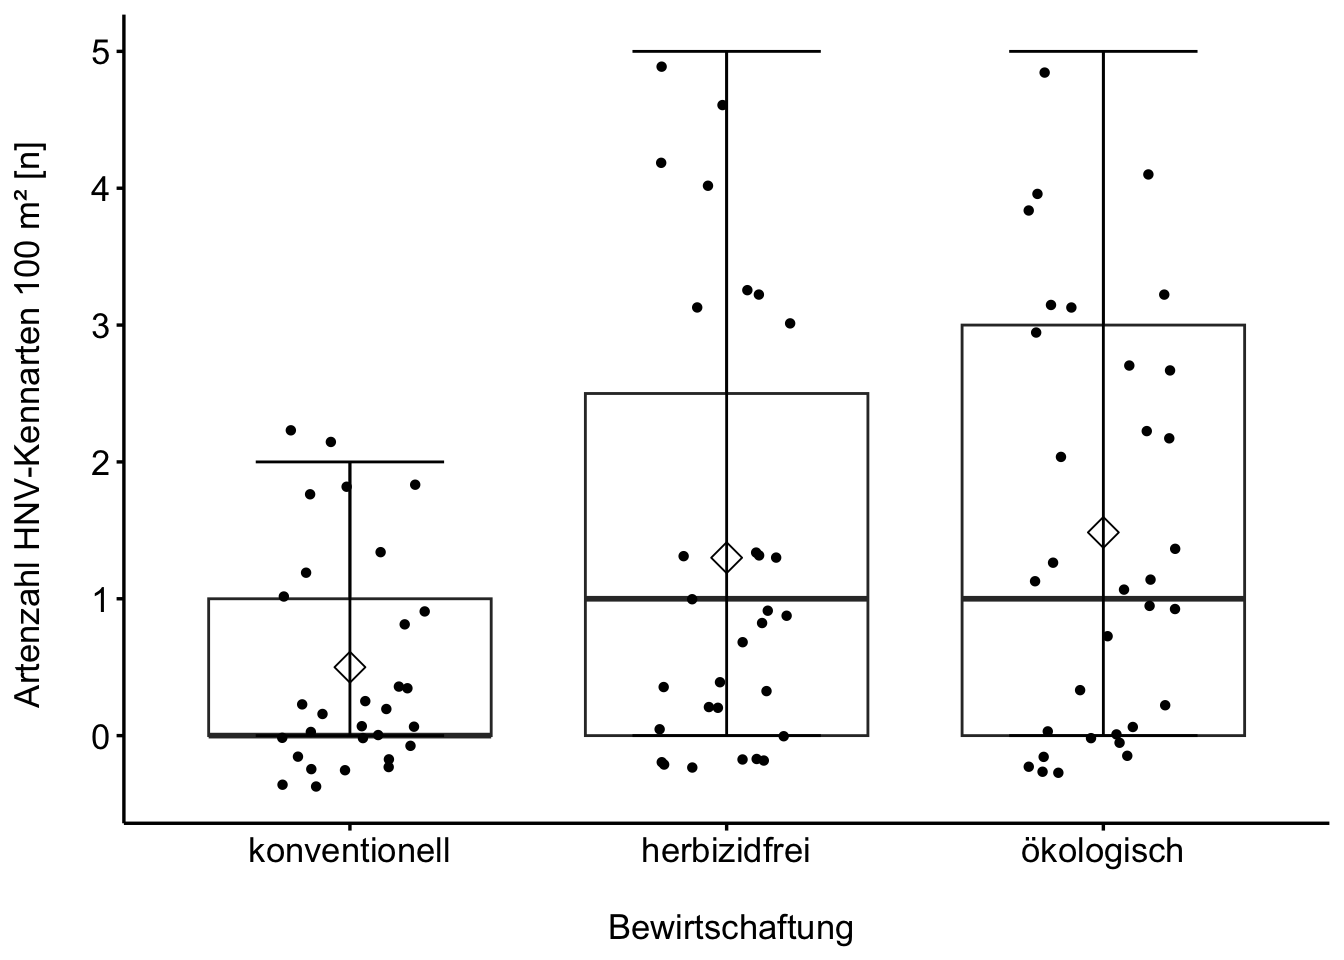 Artenzahl HNV-Kennarten 100 m² [n]
5
4
3
2
1
0
konventionell herbizidfrei ökologisch
Bewirtschaftung